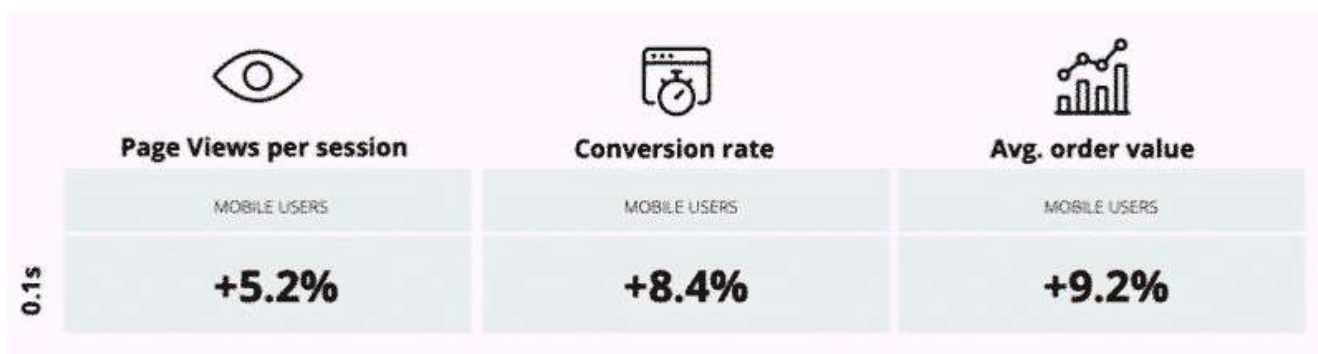 Page Views per session
Conversion rate
Avg. order value
MOBILE USERS
MOBILE USERS
MOBILE USERS
0.1s
+5.2%
+8.4%
+9.2%